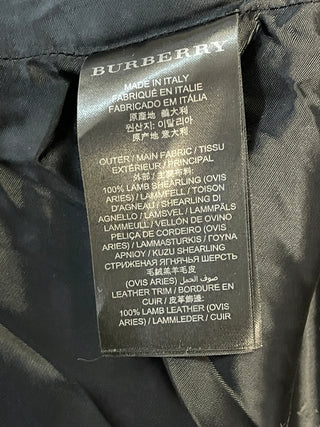 BURBERRY
MADE IN ITALY
FABRIQUÉ EN ITALIE
FABRICADO EM ITÁLIA
原産地 義大利
원산지: 이탈리아
原产地 意大利
OUTER / MAIN FABRIC / TISSU
EXTÉRIEUR / PRINCIPAL
外部 / 主要布料:
100% LAMB SHEARLING (OVIS
ARIES) / LAMMFELL / TOISON
D'AGNEAU / SHEARLING DI
AGNELLO / LAMSVEL / LAMMPÄLS
LAMMEULL / VELLÓN DE OVINO
PELIÇA DE CORDEIRO (OVIS
ARIES) / LAMMASTURKIS / ΓΟΥΝΑ
ΑΡΝΙΟΥ / KUZU SHEARLING
СТРИЖЕНАЯ ЯГНЯЧЬЯ ШЕРСТЬ
毛絨羔羊毛皮
صوف الحمل (OVIS ARIES)
LEATHER TRIM / BORDURE EN
CUIR / 皮革飾邊:
100% LAMB LEATHER (OVIS
ARIES) / LAMMLEDER / CUIR